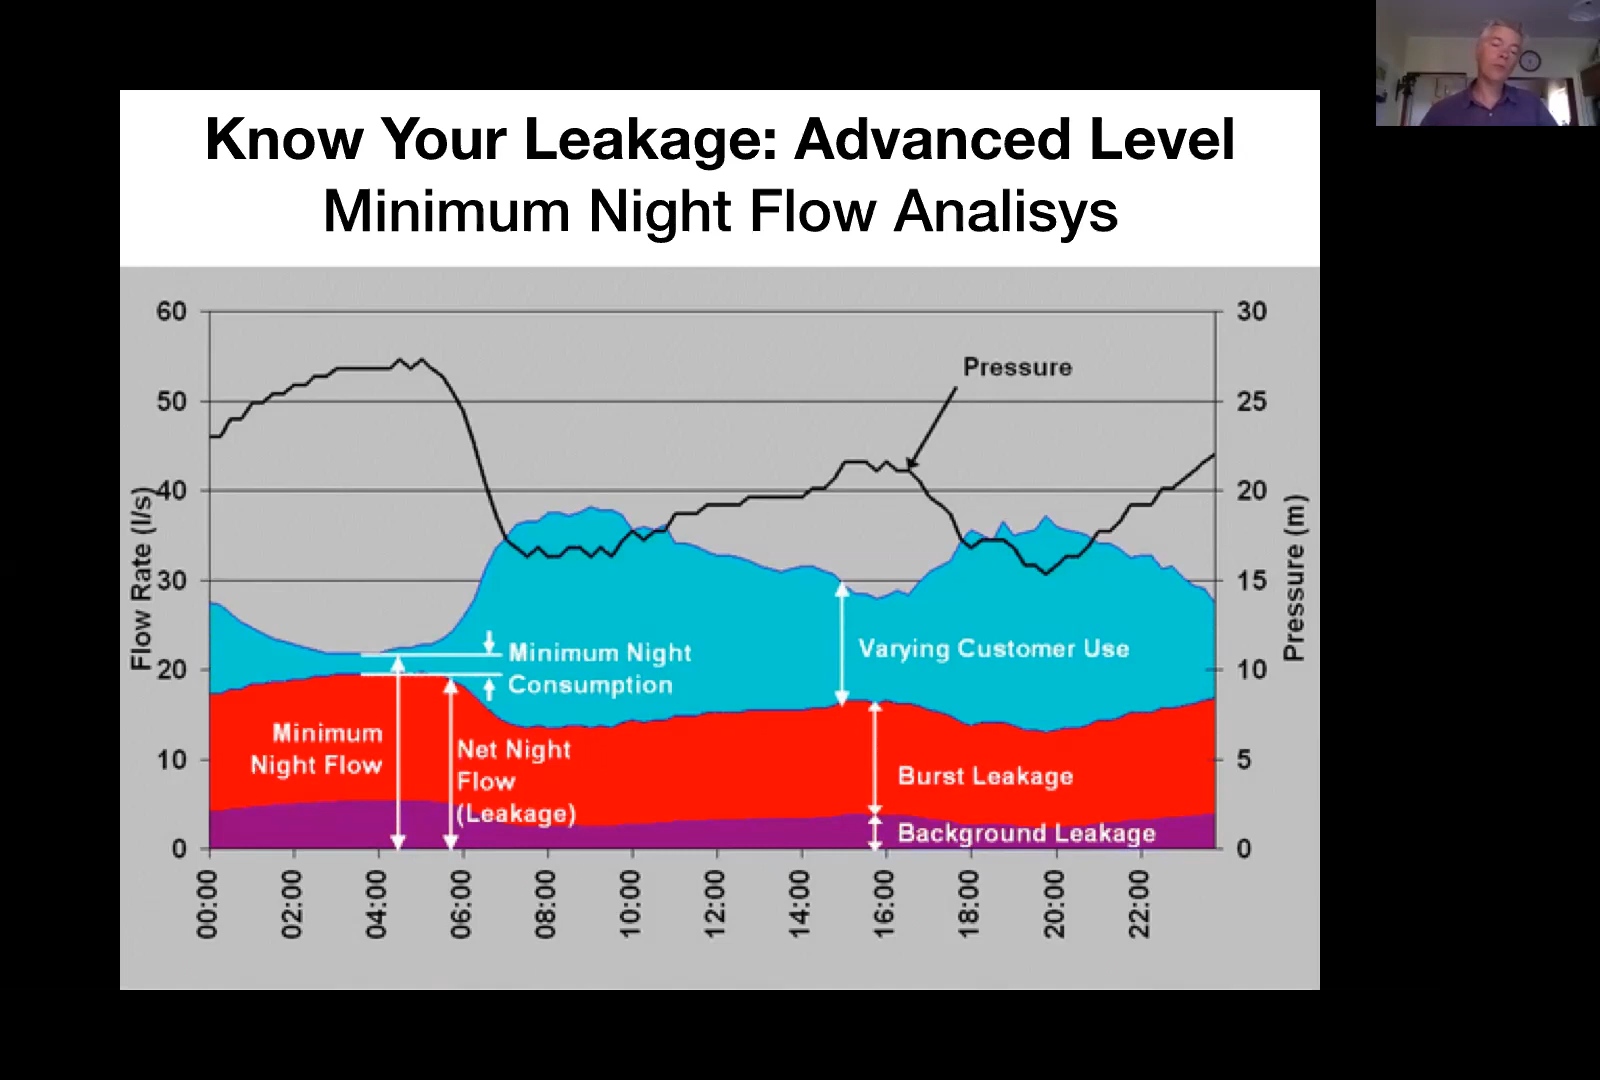 Know Your Leakage: Advanced Level
Minimum Night Flow Analisys
60
50
40
30
20
10
0
Flow Rate (l/s)
30
25
20
15
10
5
0
Pressure (m)
Pressure
Minimum Night
Consumption
Varying Customer Use
Minimum
Night Flow
Net Night
Flow
(Leakage)
Burst Leakage
Background Leakage
00:00
02:00
04:00
06:00
08:00
10:00
12:00
14:00
16:00
18:00
20:00
22:00